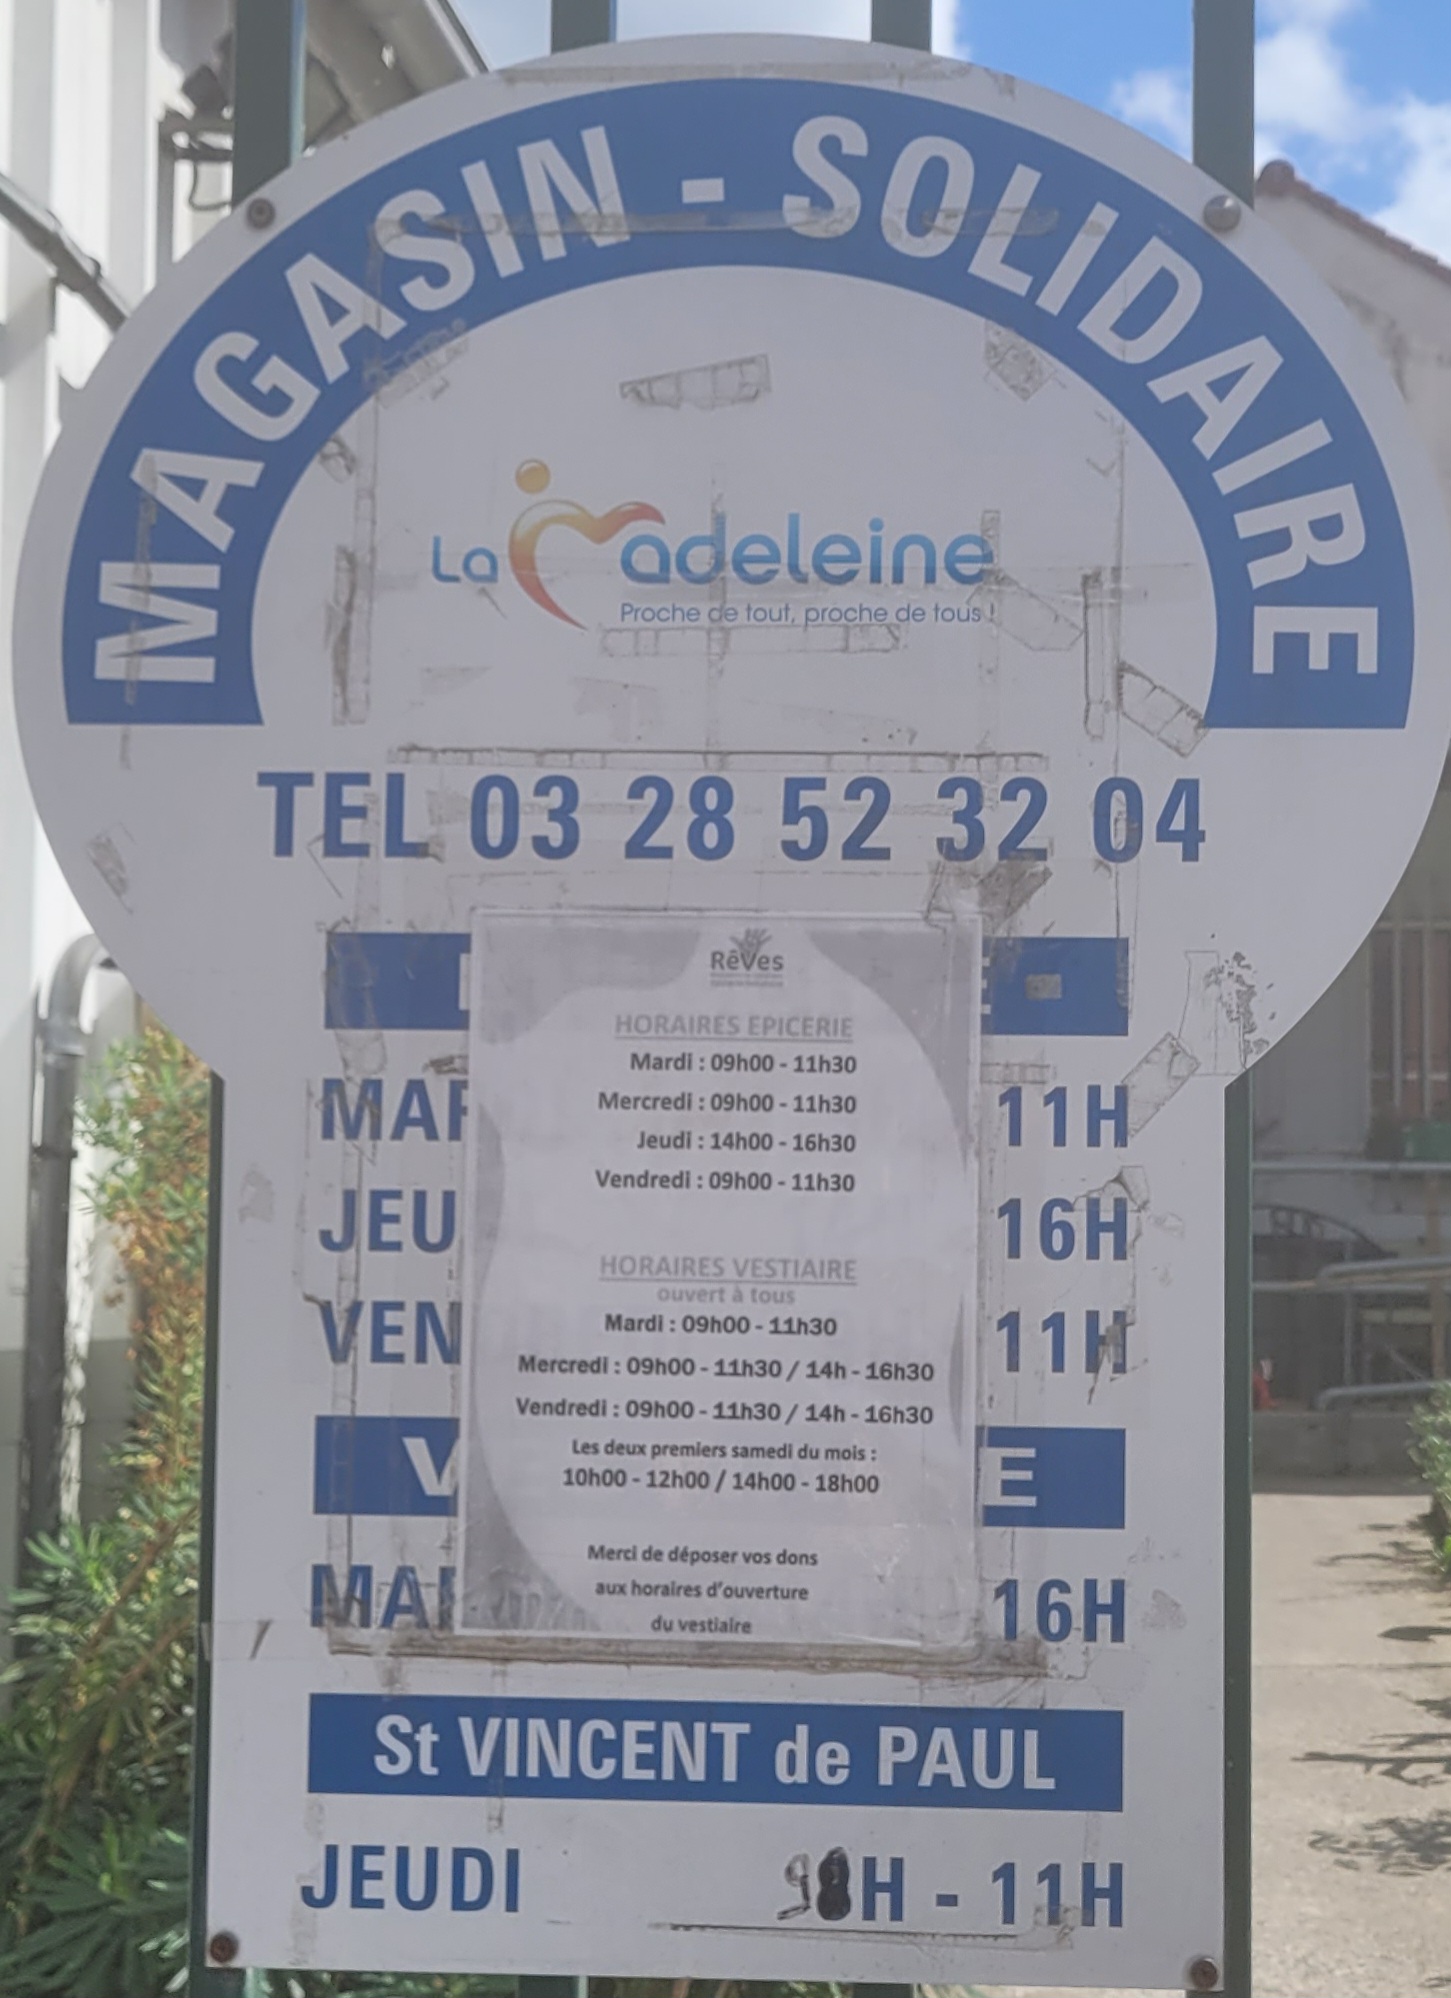 MAGASIN - SOLIDAIRE
La Madeleine
Proche de tout, proche de tous !
TEL 03 28 52 32 04
RêVes
HORAIRES EPICERIE
Mardi : 09h00 - 11h30
Mercredi : 09h00 - 11h30
Jeudi : 14h00 - 16h30
Vendredi : 09h00 - 11h30
HORAIRES VESTIAIRE
ouvert à tous
Mardi : 09h00 - 11h30
Mercredi : 09h00 - 11h30 / 14h - 16h30
Vendredi : 09h00 - 11h30 / 14h - 16h30
Les deux premiers samedi du mois :
10h00 - 12h00 / 14h00 - 18h00
Merci de déposer vos dons
aux horaires d'ouverture
du vestiaire
E
MAR 11H
JEU 16H
VEN 11H
V E
MAR 16H
St VINCENT de PAUL
JEUDI 9H - 11H